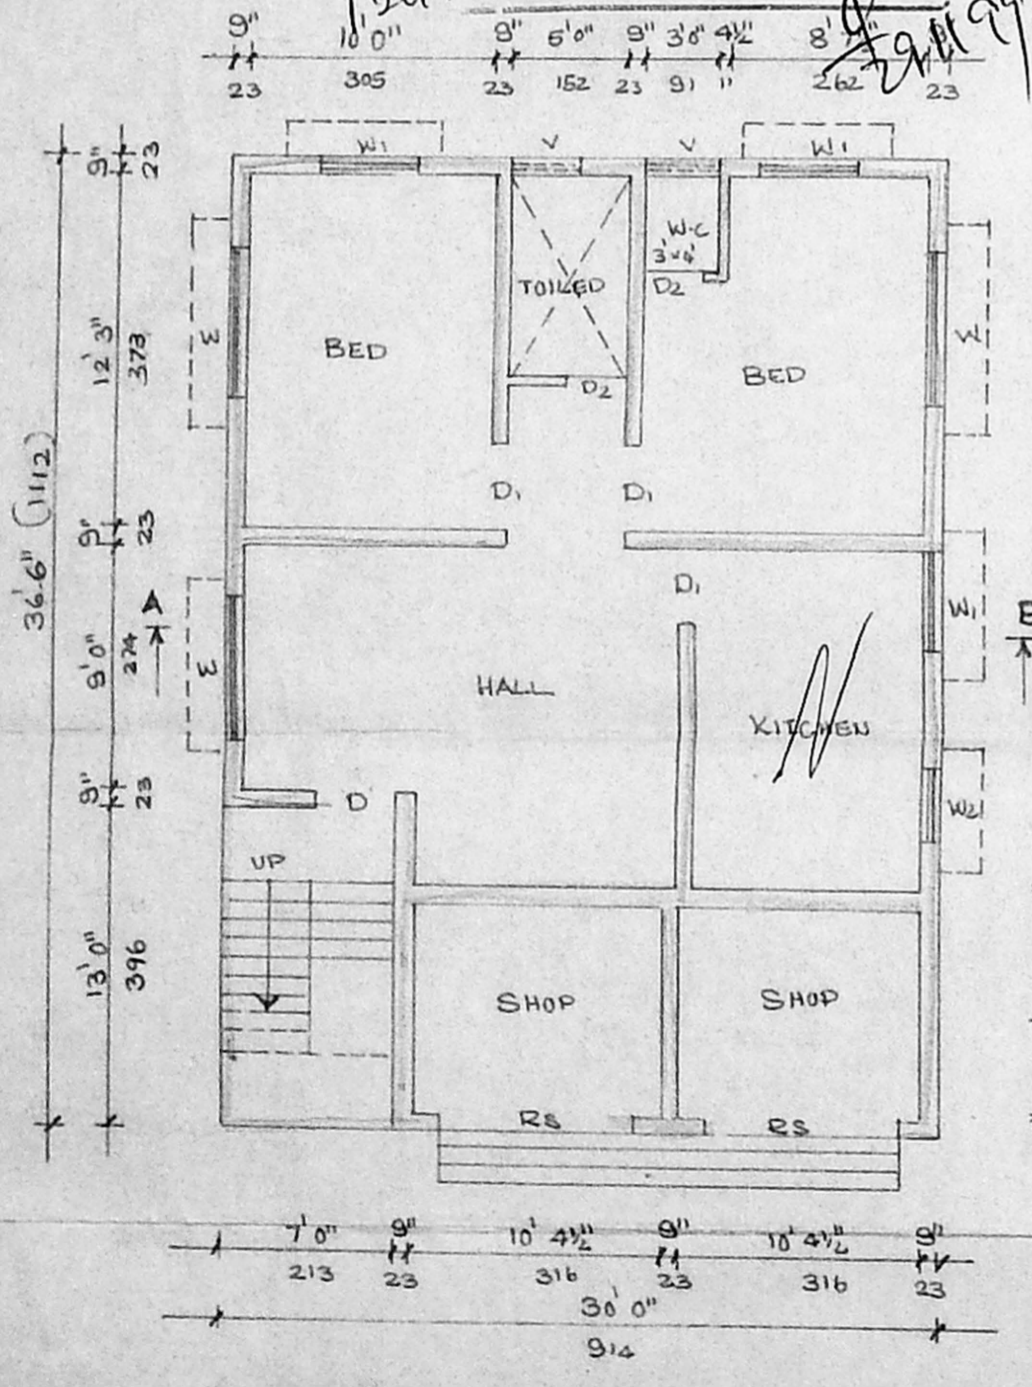 9" 10'0" 9" 5'0" 9" 3'0" 4½"
23 305 23 152 23 91 11 262 23
W1 V V W1
9" 23
W.C
3'x4'
W TOILED D2 W
12'3" 373 BED BED
D2
36'-6" (1112)
D1 D1
9" 23
D1
A W1
9'0" 274 W HALL
KITCHEN
9" 23 D W2
UP
13'0" 396 SHOP SHOP
RS RS
7'0" 9" 10' 4½" 9" 10' 4½" 9"
213 23 316 23 316 23
30' 0"
914